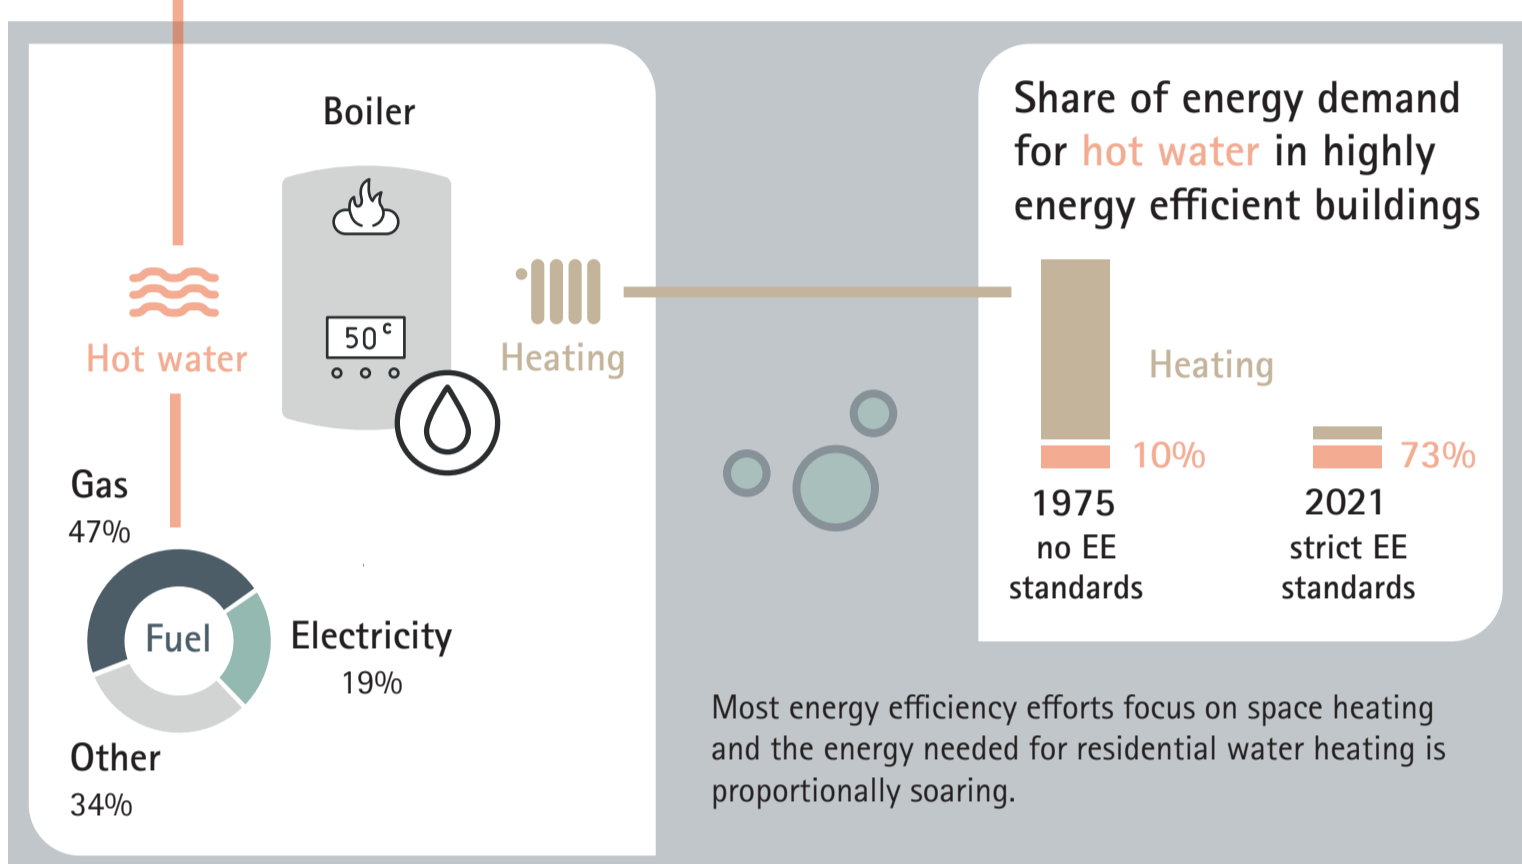 Boiler
50 c
Hot water
Heating
Gas
47%
Fuel
Electricity
19%
Other
34%
Share of energy demand
for hot water in highly
energy efficient buildings
Heating
10%
73%
1975
no EE
standards
2021
strict EE
standards
Most energy efficiency efforts focus on space heating
and the energy needed for residential water heating is
proportionally soaring.